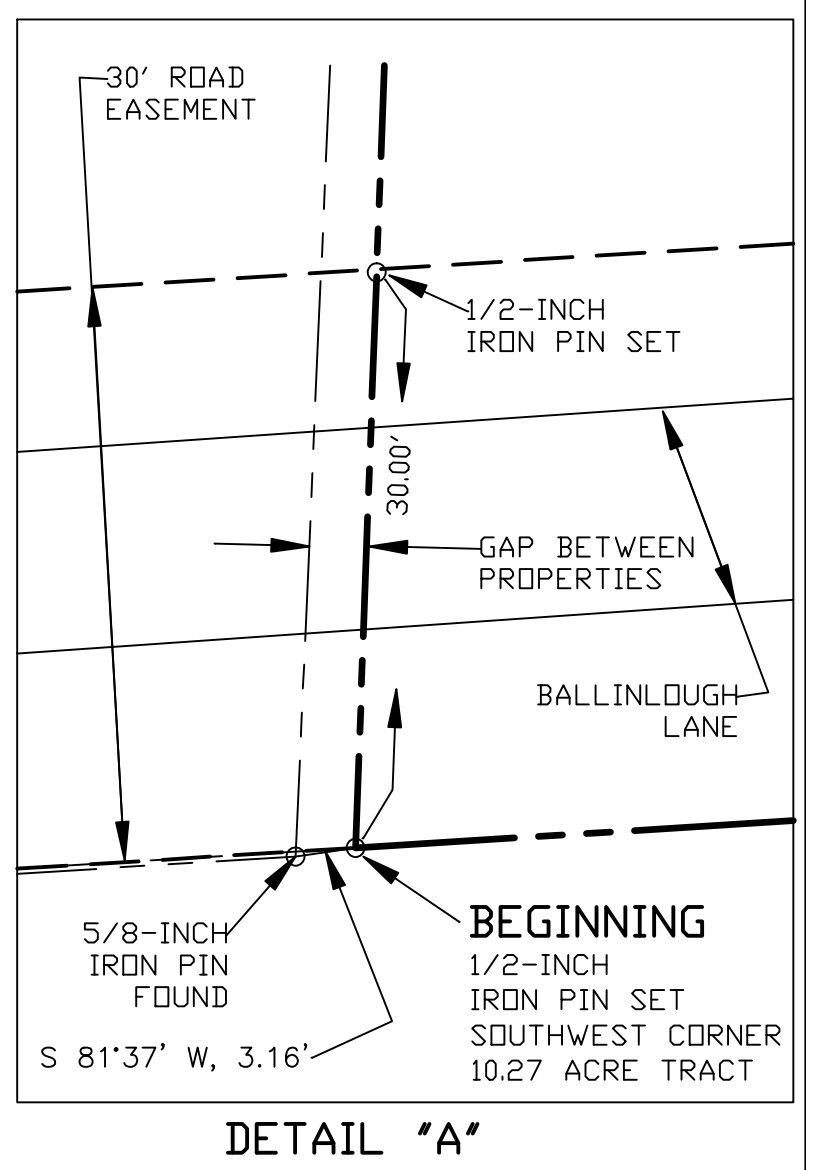 30' ROAD
EASEMENT
1/2-INCH
IRON PIN SET
30.00'
GAP BETWEEN
PROPERTIES
BALLINLOUGH
LANE
5/8-INCH
IRON PIN
FOUND
S 81°37' W, 3.16'
BEGINNING
1/2-INCH
IRON PIN SET
SOUTHWEST CORNER
10.27 ACRE TRACT
DETAIL "A"